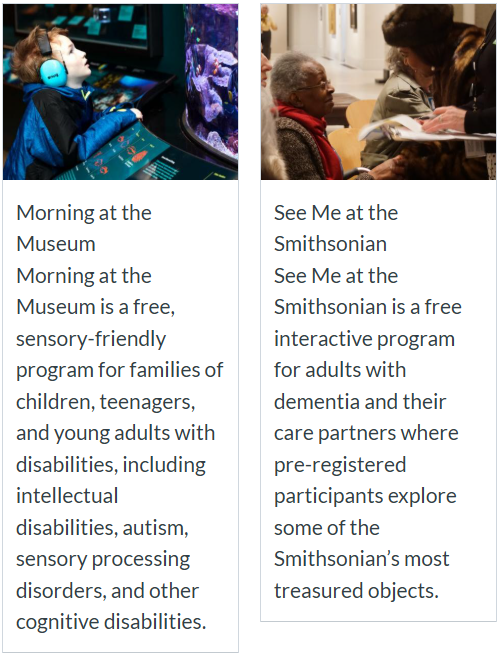 Morning at the
Museum
Morning at the
Museum is a free,
sensory-friendly
program for families of
children, teenagers,
and young adults with
disabilities, including
intellectual
disabilities, autism,
sensory processing
disorders, and other
cognitive disabilities.
See Me at the
Smithsonian
See Me at the
Smithsonian is a free
interactive program
for adults with
dementia and their
care partners where
pre-registered
participants explore
some of the
Smithsonian’s most
treasured objects.